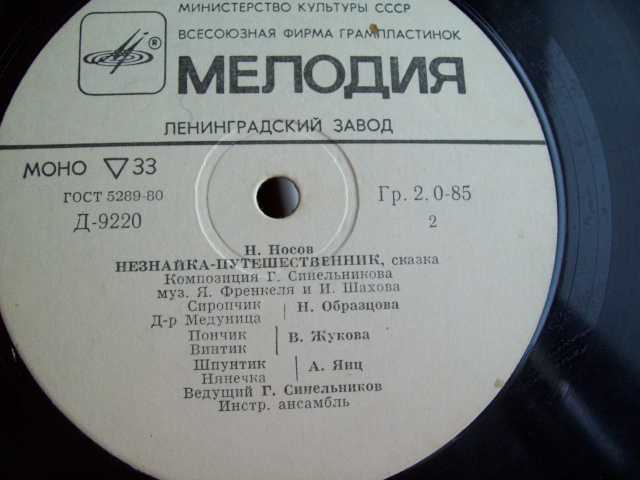 МИНИСТЕРСТВО КУЛЬТУРЫ СССР
ВСЕСОЮЗНАЯ ФИРМА ГРАМПЛАСТИНОК
МЕЛОДИЯ
ЛЕНИНГРАДСКИЙ ЗАВОД
МОНО ▽ 33
ГОСТ 5289-80
Гр. 2. 0-85
Д-9220
2
Н. Носов
НЕЗНАЙКА-ПУТЕШЕСТВЕННИК, сказка
Композиция Г. Синельникова
муз. Я. Френкеля и И. Шахова
Сиропчик
Д-р Медуница
Н. Образцова
Пончик
Винтик
В. Жукова
Шпунтик
Нянечка
А. Янц
Ведущий Г. Синельников
Инстр. ансамбль